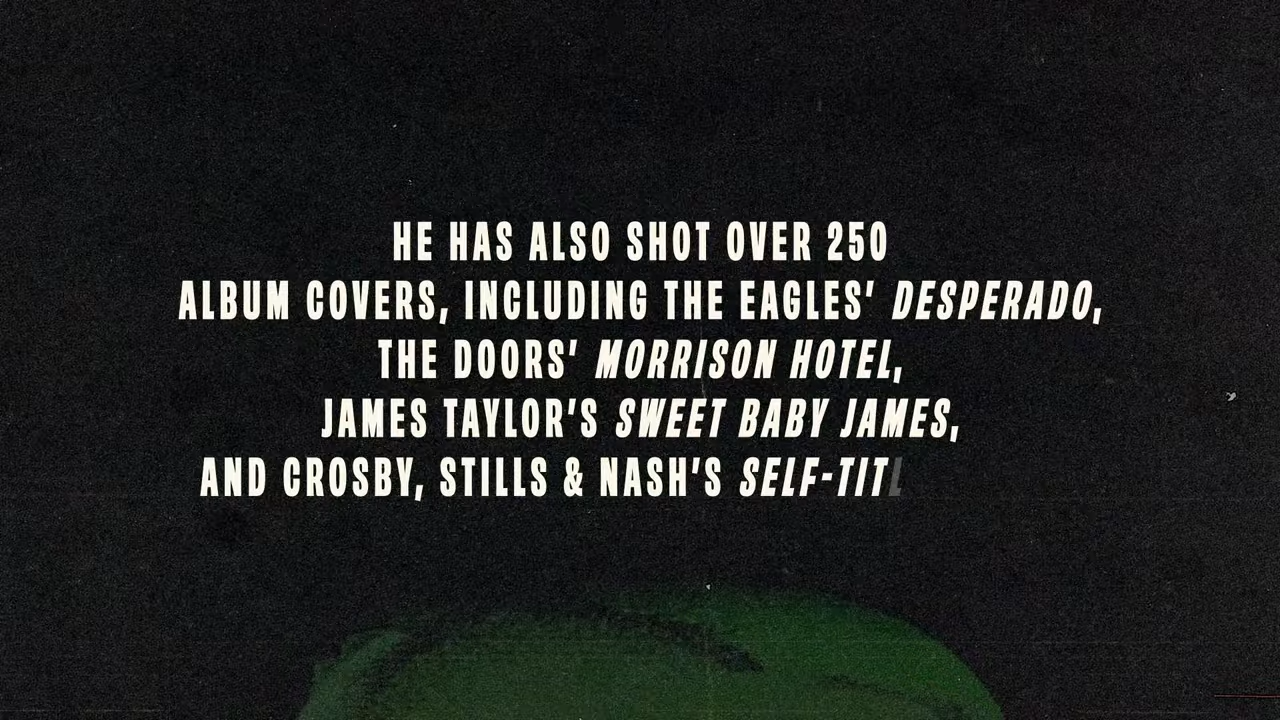 HE HAS ALSO SHOT OVER 250
ALBUM COVERS, INCLUDING THE EAGLES' DESPERADO,
THE DOORS' MORRISON HOTEL,
JAMES TAYLOR'S SWEET BABY JAMES,
AND CROSBY, STILLS & NASH'S SELF-TITL